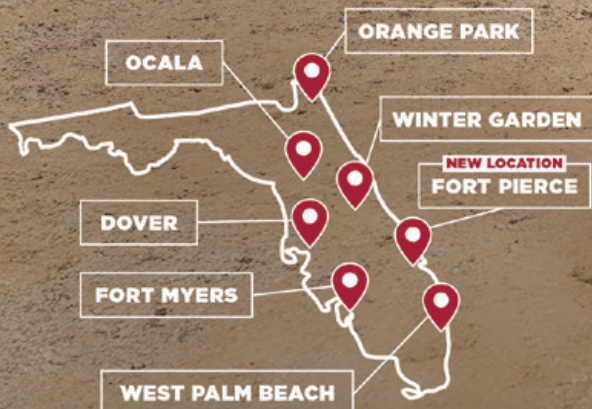 ORANGE PARK
OCALA
WINTER GARDEN
NEW LOCATION
FORT PIERCE
DOVER
FORT MYERS
WEST PALM BEACH